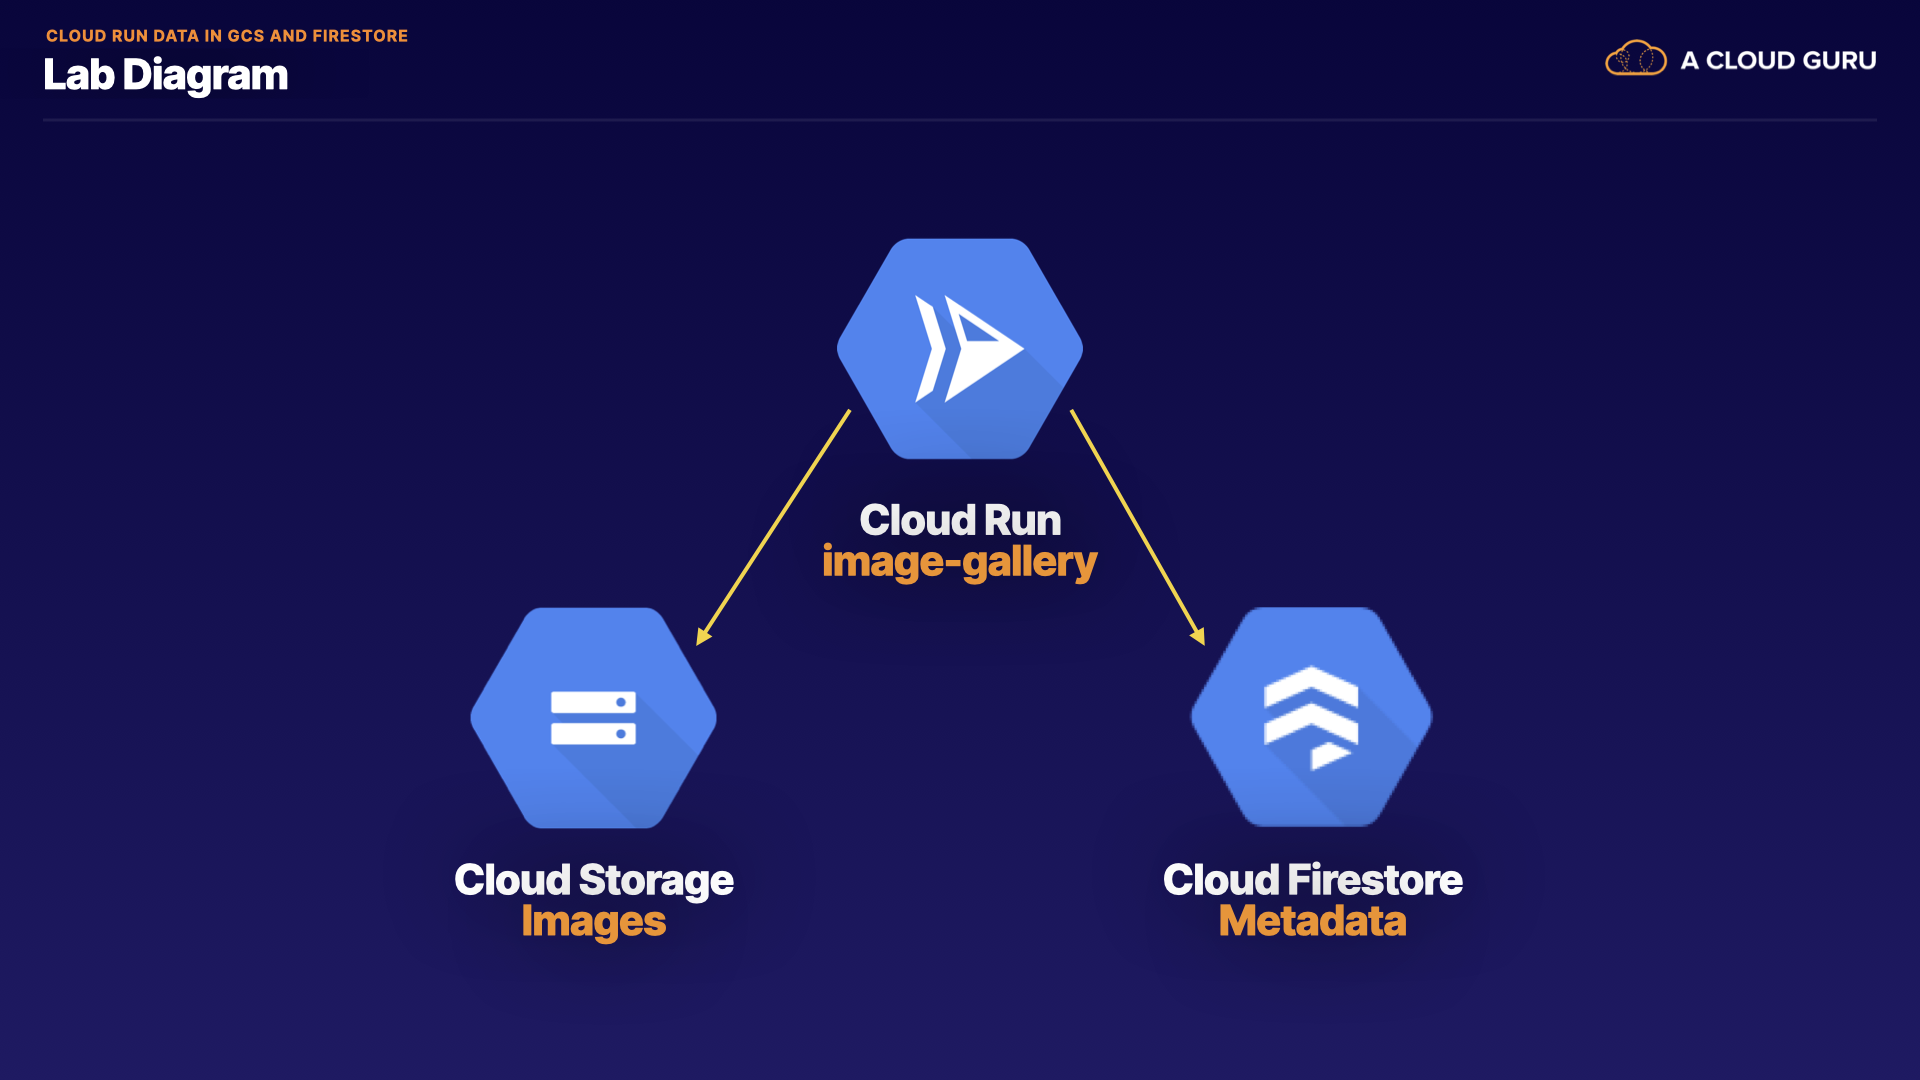 CLOUD RUN DATA IN GCS AND FIRESTORE
Lab Diagram
A CLOUD GURU
Cloud Run
image-gallery
Cloud Storage
Images
Cloud Firestore
Metadata